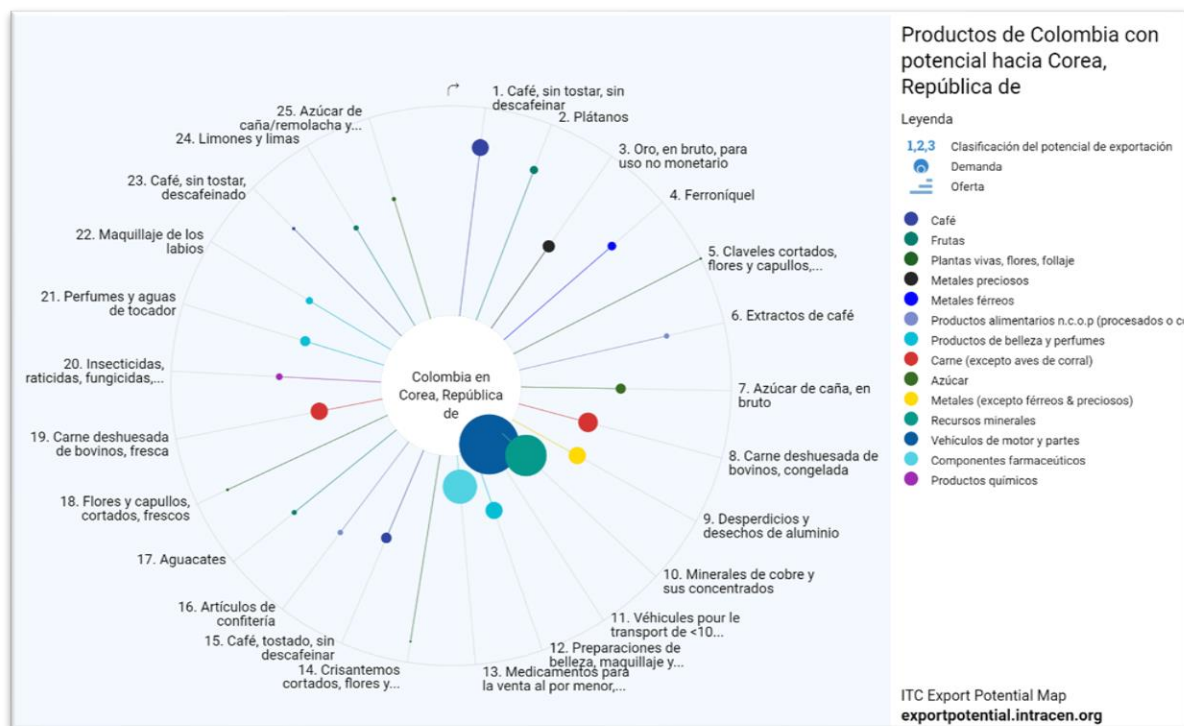 Productos de Colombia con
potencial hacia Corea,
República de
Leyenda
1,2,3 Clasificación del potencial de exportación
Demanda
Oferta
Café
Frutas
Plantas vivas, flores, follaje
Metales preciosos
Metales férreos
Productos alimentarios n.c.o.p (procesados o c
Productos de belleza y perfumes
Carne (excepto aves de corral)
Azúcar
Metales (excepto férreos & preciosos)
Recursos minerales
Vehículos de motor y partes
Componentes farmaceúticos
Productos químicos
ITC Export Potential Map
exportpotential.intracen.org
Colombia en
Corea, República
de
1. Café, sin tostar, sin
descafeinar
2. Plátanos
3. Oro, en bruto, para
uso no monetario
4. Ferroníquel
5. Claveles cortados,
flores y capullos,...
6. Extractos de café
7. Azúcar de caña, en
bruto
8. Carne deshuesada de
bovinos, congelada
9. Desperdicios y
desechos de aluminio
10. Minerales de cobre y
sus concentrados
11. Véhicules pour le
transport de <10...
12. Preparaciones de
belleza, maquillaje y...
13. Medicamentos para
la venta al por menor,...
14. Crisantemos
cortados, flores y...
15. Café, tostado, sin
descafeinar
16. Artículos de
confitería
17. Aguacates
18. Flores y capullos,
cortados, frescos
19. Carne deshuesada
de bovinos, fresca
20. Insecticidas,
raticidas, fungicidas,...
21. Perfumes y aguas
de tocador
22. Maquillaje de los
labios
23. Café, sin tostar,
descafeinado
24. Limones y limas
25. Azúcar de
caña/remolacha y...